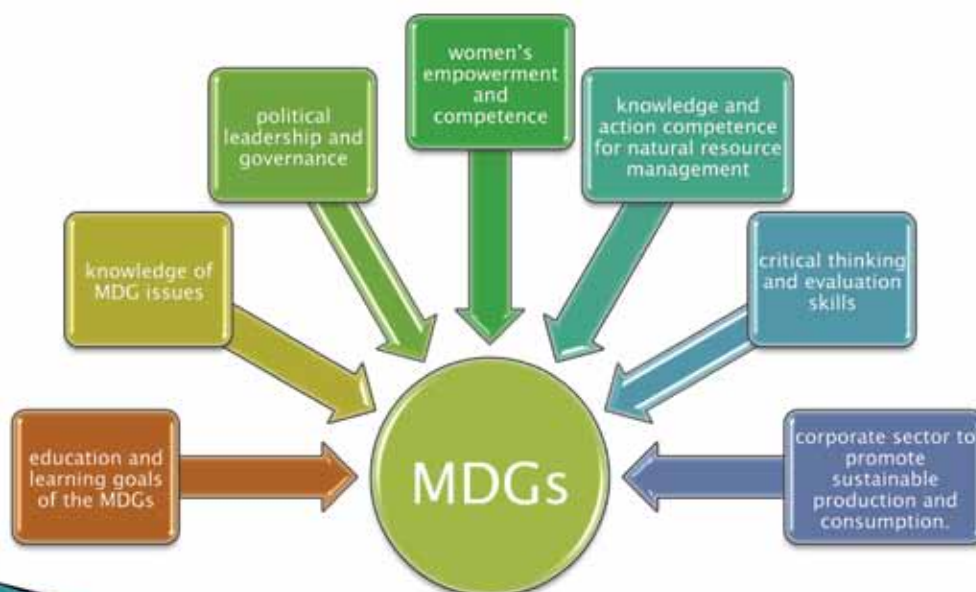 women's
empowerment
and
competence
political
leadership and
governance
knowledge and
action competence
for natural resource
management
knowledge of
MDG issues
critical thinking
and evaluation
skills
education and
learning goals
of the MDGs
MDGs
corporate sector to
promote
sustainable
production and
consumption.